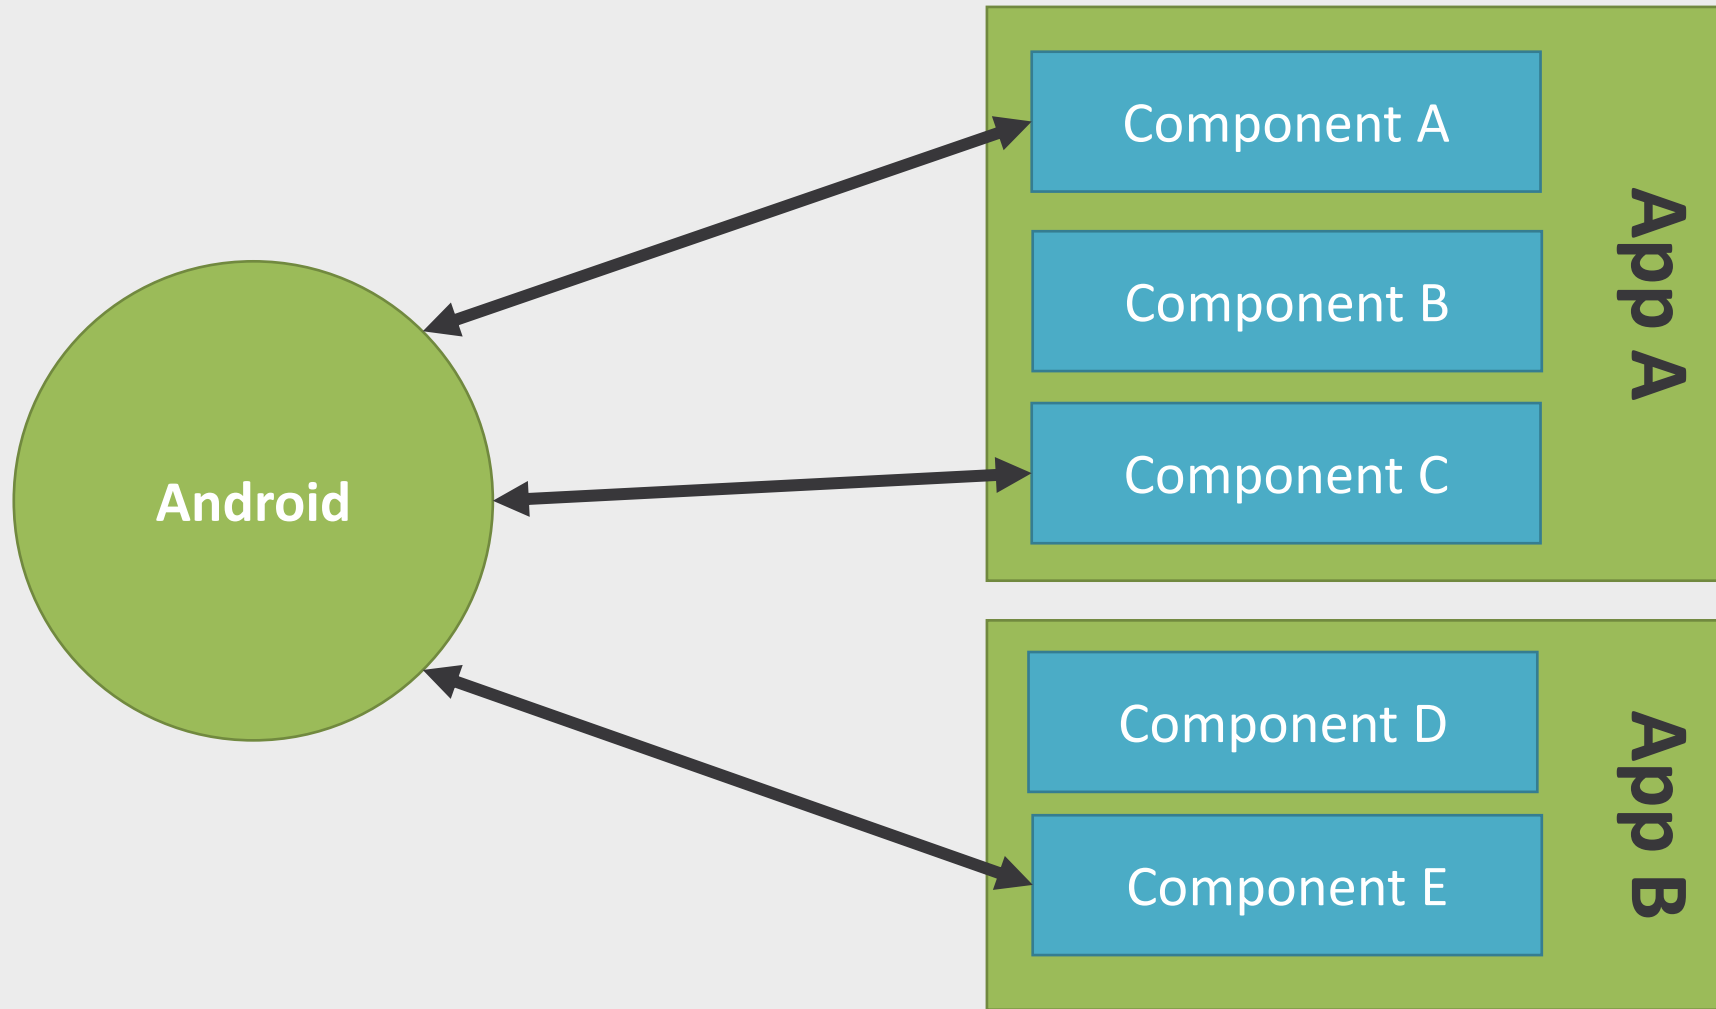 Android
Component A
Component B
Component C
App A
Component D
Component E
App B